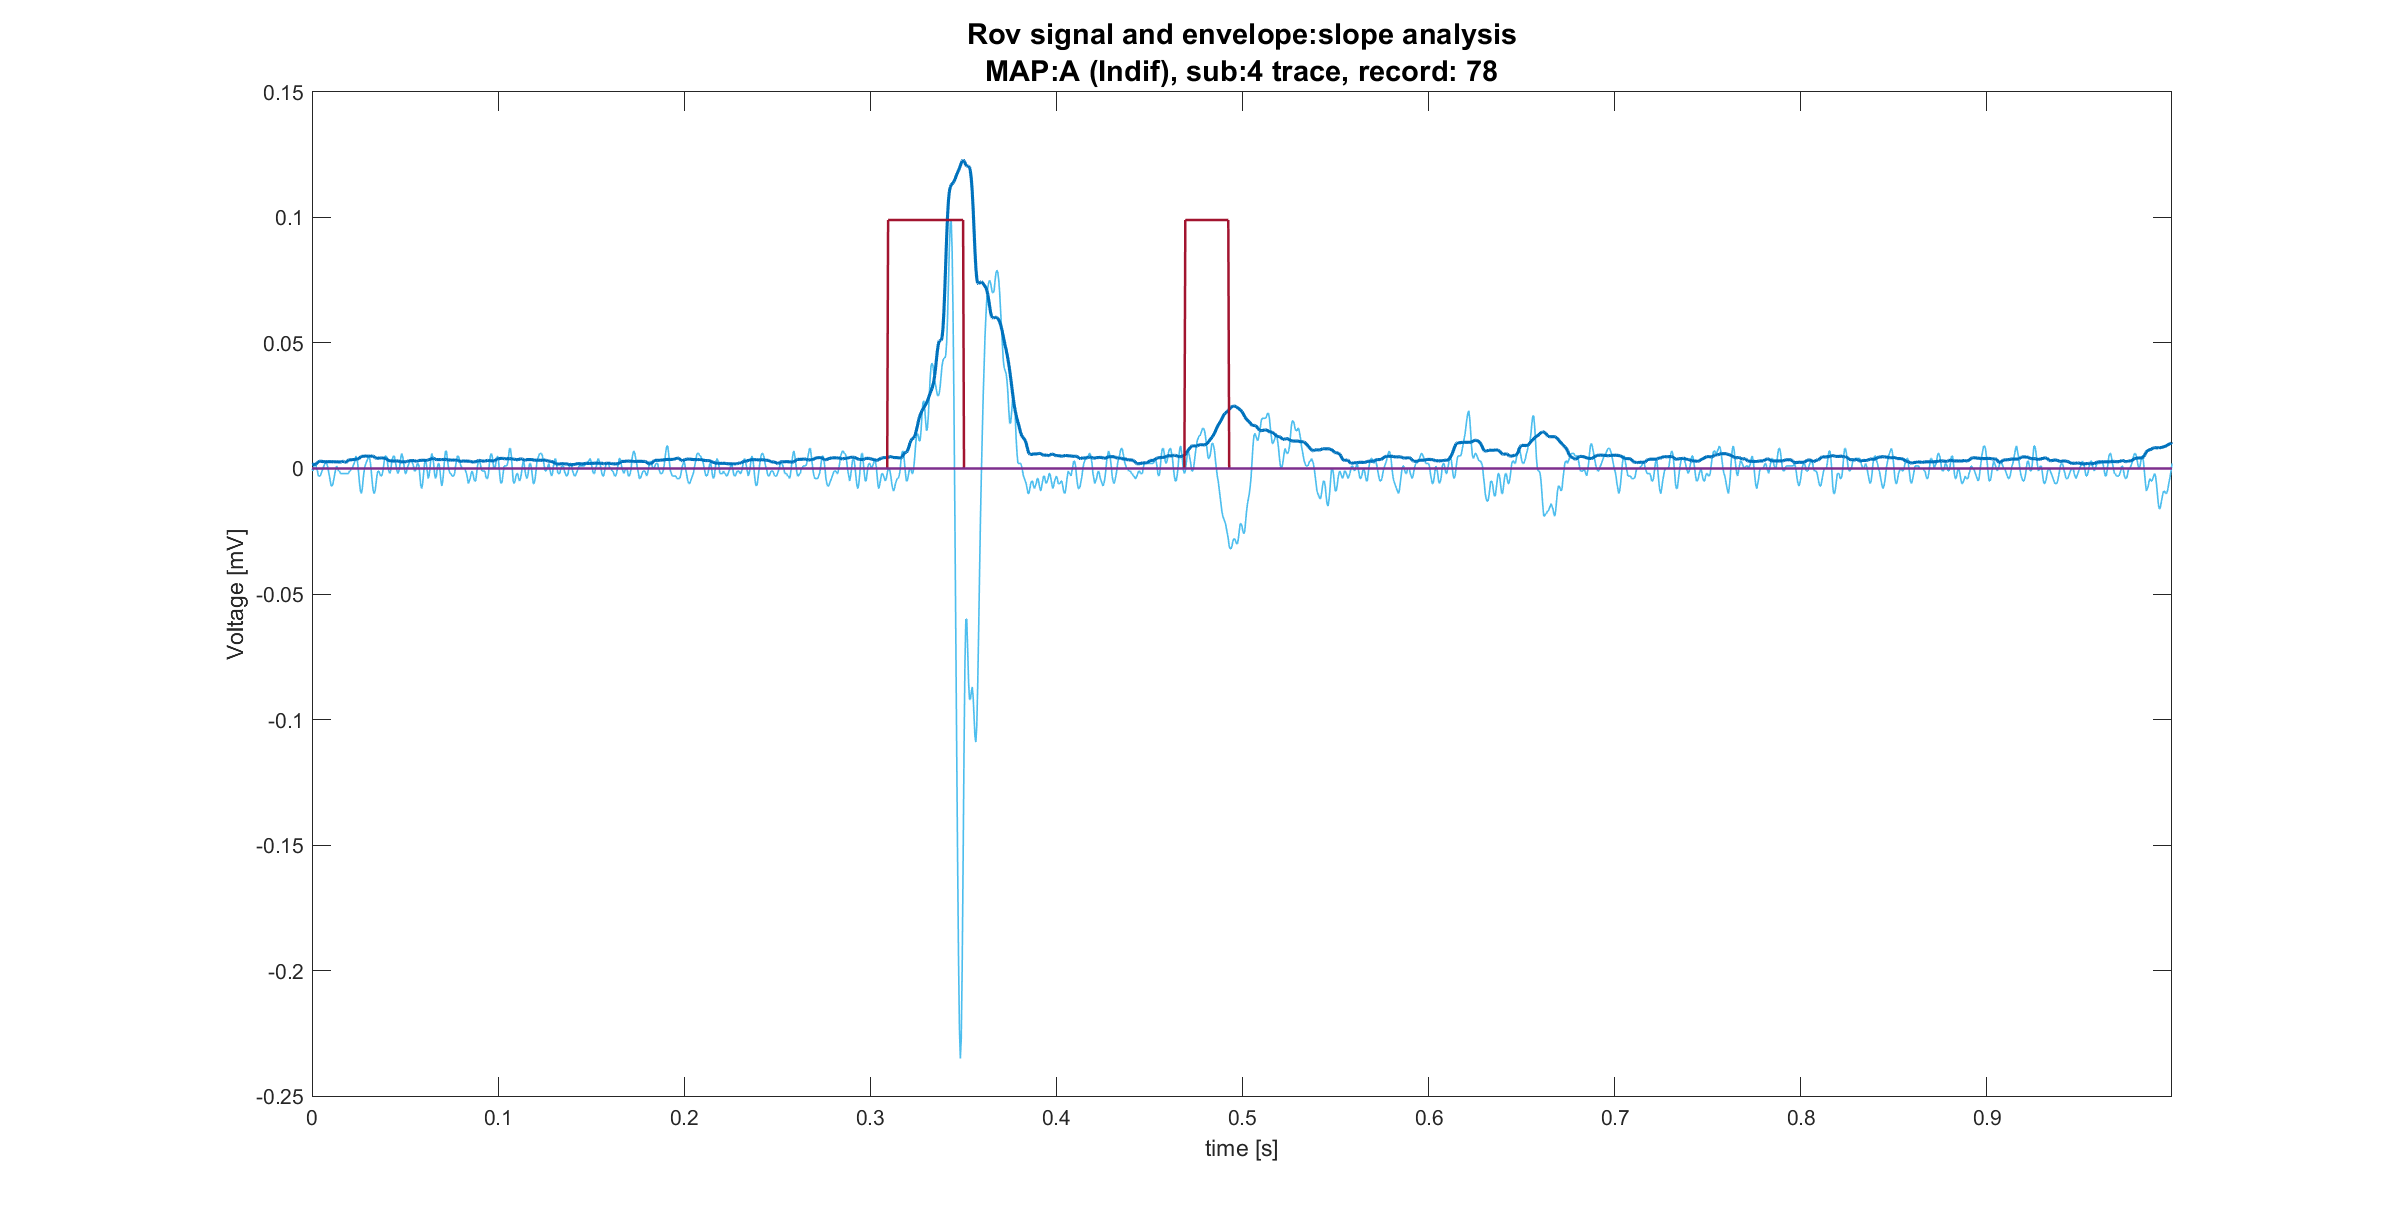 Rov signal and envelope:slope analysis
MAP:A (Indif), sub:4 trace, record: 78
0.15
0.1
0.05
0
-0.05
-0.1
-0.15
-0.2
-0.25
Voltage [mV]
0 0.1 0.2 0.3 0.4 0.5 0.6 0.7 0.8 0.9
time [s]